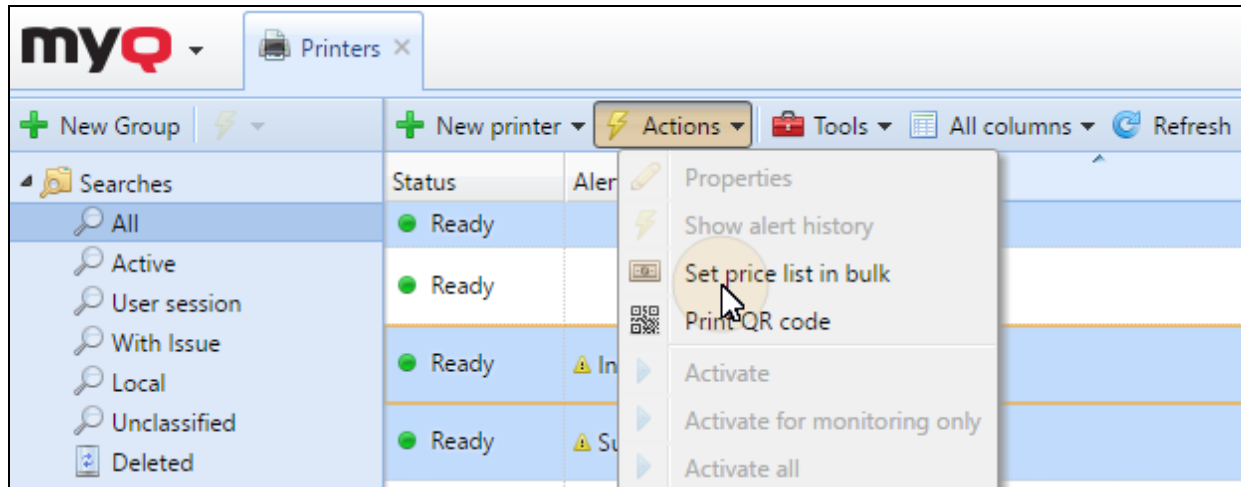 myQ
Printers
New Group
New printer Actions Tools All columns Refresh
Searches
All
Active
User session
With Issue
Local
Unclassified
Deleted
Status
Ready
Ready
Ready
Ready
Properties
Show alert history
Set price list in bulk
Print QR code
Activate
Activate for monitoring only
Activate all